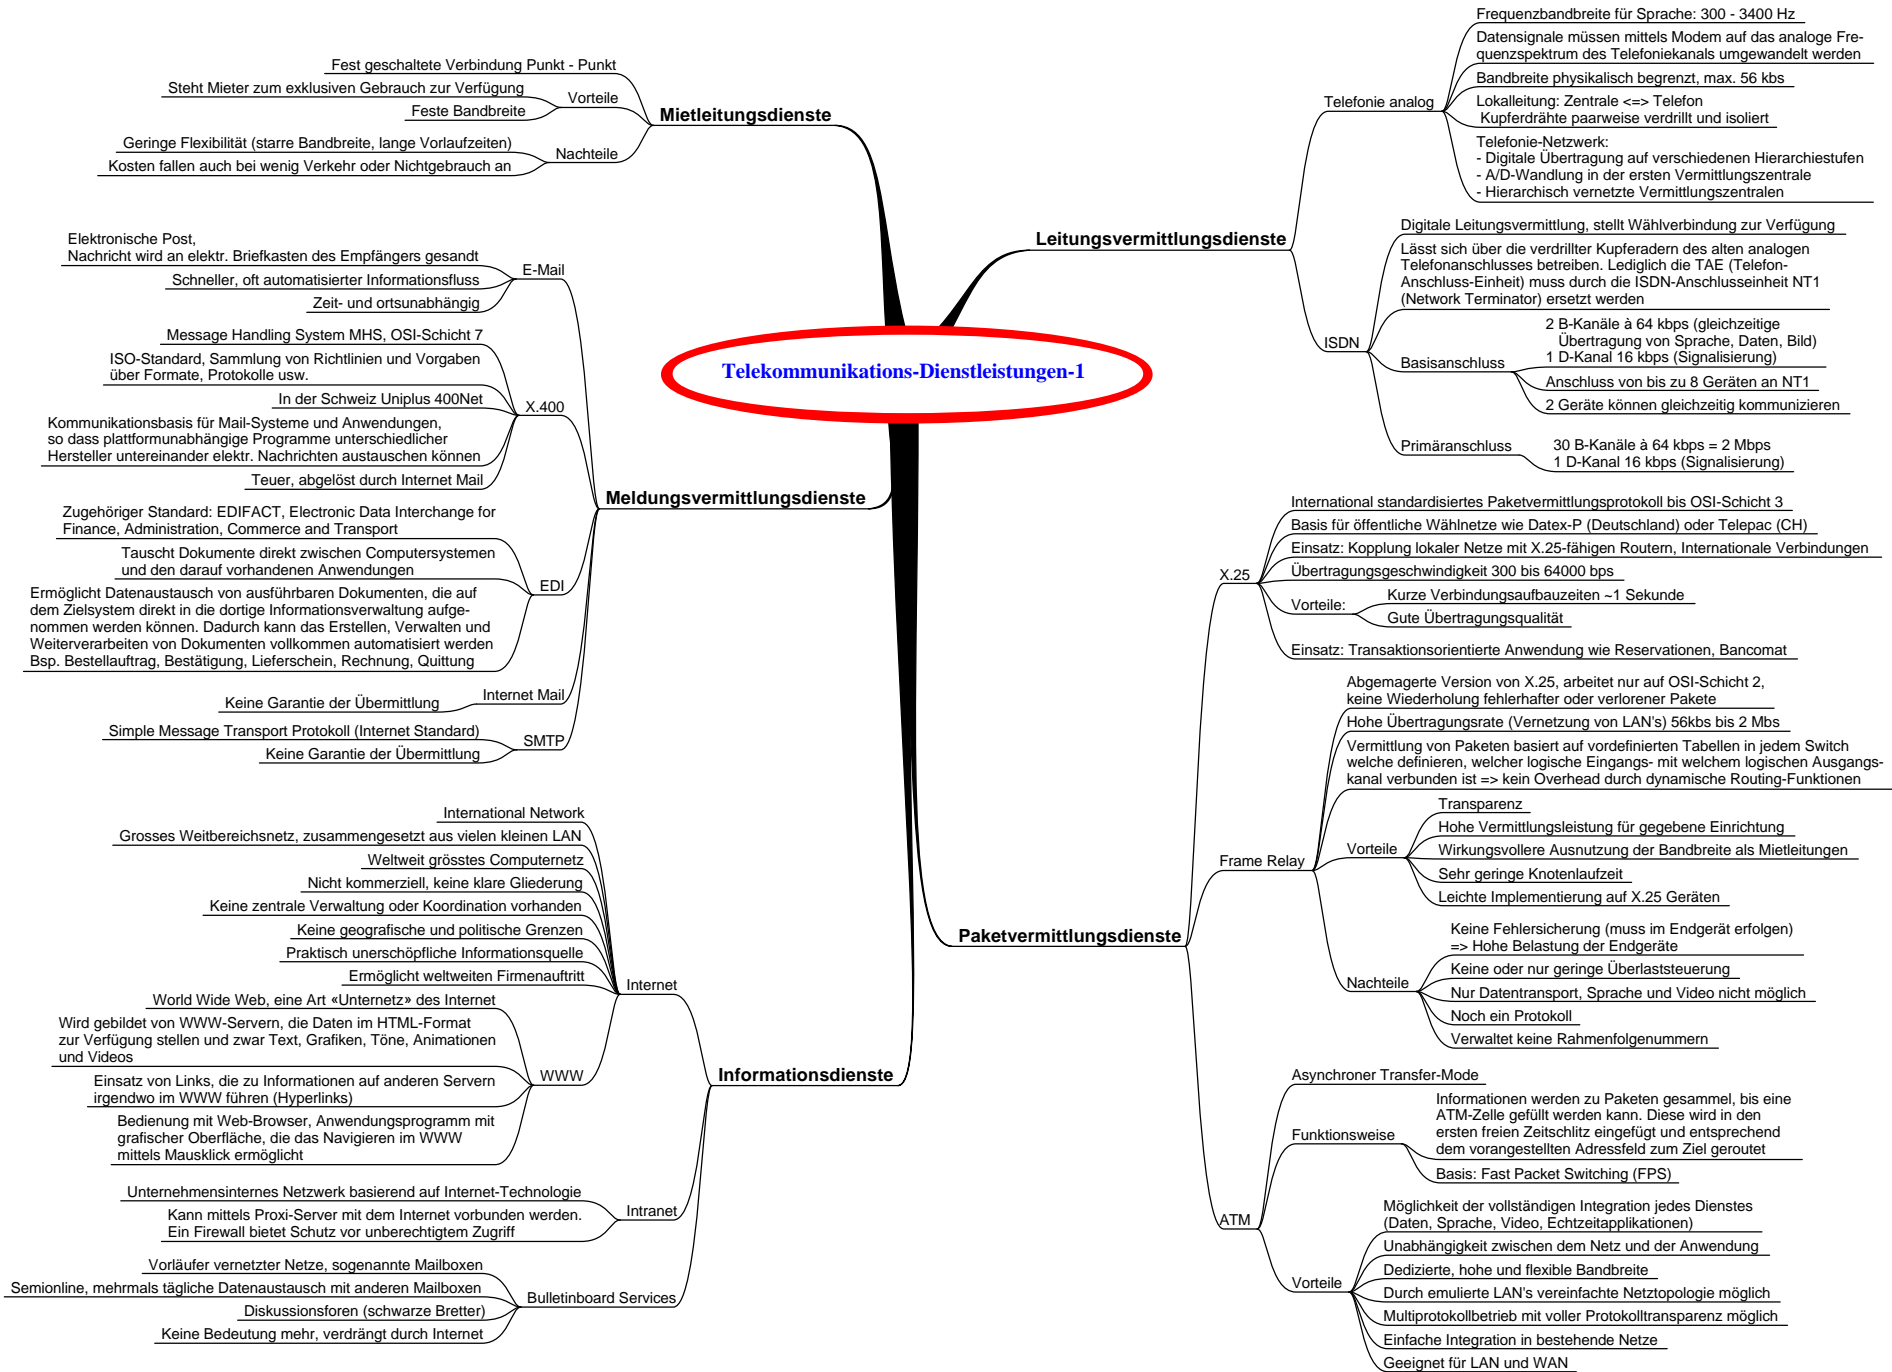 Telekommunikations-Dienstleistungen-1
Mietleitungsdienste
Fest geschaltete Verbindung Punkt - Punkt
Vorteile
Steht Mieter zum exklusiven Gebrauch zur Verfügung
Feste Bandbreite
Nachteile
Geringe Flexibilität (starre Bandbreite, lange Vorlaufzeiten)
Kosten fallen auch bei wenig Verkehr oder Nichtgebrauch an
Meldungsvermittlungsdienste
E-Mail
Elektronische Post,
Nachricht wird an elektr. Briefkasten des Empfängers gesandt
Schneller, oft automatisierter Informationsfluss
Zeit- und ortsunabhängig
X.400
Message Handling System MHS, OSI-Schicht 7
ISO-Standard, Sammlung von Richtlinien und Vorgaben
über Formate, Protokolle usw.
In der Schweiz Uniplus 400Net
Kommunikationsbasis für Mail-Systeme und Anwendungen,
so dass plattformunabhängige Programme unterschiedlicher
Hersteller untereinander elektr. Nachrichten austauschen können
Teuer, abgelöst durch Internet Mail
EDI
Zugehöriger Standard: EDIFACT, Electronic Data Interchange for
Finance, Administration, Commerce and Transport
Tauscht Dokumente direkt zwischen Computersystemen
und den darauf vorhandenen Anwendungen
Ermöglicht Datenaustausch von ausführbaren Dokumenten, die auf
dem Zielsystem direkt in die dortige Informationsverwaltung aufge-
nommen werden können. Dadurch kann das Erstellen, Verwalten und
Weiterverarbeiten von Dokumenten vollkommen automatisiert werden
Bsp. Bestellauftrag, Bestätigung, Lieferschein, Rechnung, Quittung
Internet Mail
Keine Garantie der Übermittlung
SMTP
Simple Message Transport Protokoll (Internet Standard)
Keine Garantie der Übermittlung
Informationsdienste
Internet
International Network
Grosses Weitbereichsnetz, zusammengesetzt aus vielen kleinen LAN
Weltweit grösstes Computernetz
Nicht kommerziell, keine klare Gliederung
Keine zentrale Verwaltung oder Koordination vorhanden
Keine geografische und politische Grenzen
Praktisch unerschöpfliche Informationsquelle
Ermöglicht weltweiten Firmenauftritt
WWW
World Wide Web, eine Art «Unternetz» des Internet
Wird gebildet von WWW-Servern, die Daten im HTML-Format
zur Verfügung stellen und zwar Text, Grafiken, Töne, Animationen
und Videos
Einsatz von Links, die zu Informationen auf anderen Servern
irgendwo im WWW führen (Hyperlinks)
Bedienung mit Web-Browser, Anwendungsprogramm mit
grafischer Oberfläche, die das Navigieren im WWW
mittels Mausklick ermöglicht
Intranet
Unternehmensinternes Netzwerk basierend auf Internet-Technologie
Kann mittels Proxi-Server mit dem Internet vorbunden werden.
Ein Firewall bietet Schutz vor unberechtigtem Zugriff
Bulletinboard Services
Vorläufer vernetzter Netze, sogenannte Mailboxen
Semionline, mehrmals tägliche Datenaustausch mit anderen Mailboxen
Diskussionsforen (schwarze Bretter)
Keine Bedeutung mehr, verdrängt durch Internet
Leitungsvermittlungsdienste
Telefonie analog
Frequenzbandbreite für Sprache: 300 - 3400 Hz
Datensignale müssen mittels Modem auf das analoge Fre-
quenzspektrum des Telefoniekanals umgewandelt werden
Bandbreite physikalisch begrenzt, max. 56 kbs
Lokalleitung: Zentrale <=> Telefon
Kupferdrähte paarweise verdrillt und isoliert
Telefonie-Netzwerk:
- Digitale Übertragung auf verschiedenen Hierarchiestufen
- A/D-Wandlung in der ersten Vermittlungszentrale
- Hierarchisch vernetzte Vermittlungszentralen
ISDN
Digitale Leitungsvermittlung, stellt Wählverbindung zur Verfügung
Lässt sich über die verdrillter Kupferadern des alten analogen
Telefonanschlusses betreiben. Lediglich die TAE (Telefon-
Anschluss-Einheit) muss durch die ISDN-Anschlusseinheit NT1
(Network Terminator) ersetzt werden
Basisanschluss
2 B-Kanäle à 64 kbps (gleichzeitige
Übertragung von Sprache, Daten, Bild)
1 D-Kanal 16 kbps (Signalisierung)
Anschluss von bis zu 8 Geräten an NT1
2 Geräte können gleichzeitig kommunizieren
Primäranschluss
30 B-Kanäle à 64 kbps = 2 Mbps
1 D-Kanal 16 kbps (Signalisierung)
Paketvermittlungsdienste
X.25
International standardisiertes Paketvermittlungsprotokoll bis OSI-Schicht 3
Basis für öffentliche Wählnetze wie Datex-P (Deutschland) oder Telepac (CH)
Einsatz: Kopplung lokaler Netze mit X.25-fähigen Routern, Internationale Verbindungen
Übertragungsgeschwindigkeit 300 bis 64000 bps
Vorteile:
Kurze Verbindungsaufbauzeiten ~1 Sekunde
Gute Übertragungsqualität
Einsatz: Transaktionsorientierte Anwendung wie Reservationen, Bancomat
Frame Relay
Abgemagerte Version von X.25, arbeitet nur auf OSI-Schicht 2,
keine Wiederholung fehlerhafter oder verlorener Pakete
Hohe Übertragungsrate (Vernetzung von LAN's) 56kbs bis 2 Mbs
Vermittlung von Paketen basiert auf vordefinierten Tabellen in jedem Switch
welche definieren, welcher logische Eingangs- mit welchem logischen Ausgangs-
kanal verbunden ist => kein Overhead durch dynamische Routing-Funktionen
Vorteile
Transparenz
Hohe Vermittlungsleistung für gegebene Einrichtung
Wirkungsvollere Ausnutzung der Bandbreite als Mietleitungen
Sehr geringe Knotenlaufzeit
Leichte Implementierung auf X.25 Geräten
Nachteile
Keine Fehlersicherung (muss im Endgerät erfolgen)
=> Hohe Belastung der Endgeräte
Keine oder nur geringe Überlaststeuerung
Nur Datentransport, Sprache und Video nicht möglich
Noch ein Protokoll
Verwaltet keine Rahmenfolgenummern
ATM
Asynchroner Transfer-Mode
Funktionsweise
Informationen werden zu Paketen gesammel, bis eine
ATM-Zelle gefüllt werden kann. Diese wird in den
ersten freien Zeitschlitz eingefügt und entsprechend
dem vorangestellten Adressfeld zum Ziel geroutet
Basis: Fast Packet Switching (FPS)
Vorteile
Möglichkeit der vollständigen Integration jedes Dienstes
(Daten, Sprache, Video, Echtzeitapplikationen)
Unabhängigkeit zwischen dem Netz und der Anwendung
Dedizierte, hohe und flexible Bandbreite
Durch emulierte LAN's vereinfachte Netztopologie möglich
Multiprotokollbetrieb mit voller Protokolltransparenz möglich
Einfache Integration in bestehende Netze
Geeignet für LAN und WAN